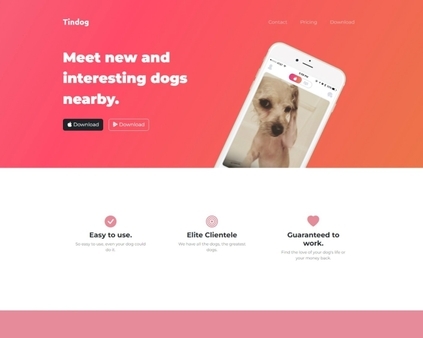 Tindog
Contact Pricing Download
Meet new and
interesting dogs
nearby.
Download Download
Easy to use.
So easy to use, even your dog could
do it.
Elite Clientele
We have all the dogs, the greatest
dogs.
Guaranteed to
work.
Find the love of your dog's life or
your money back.